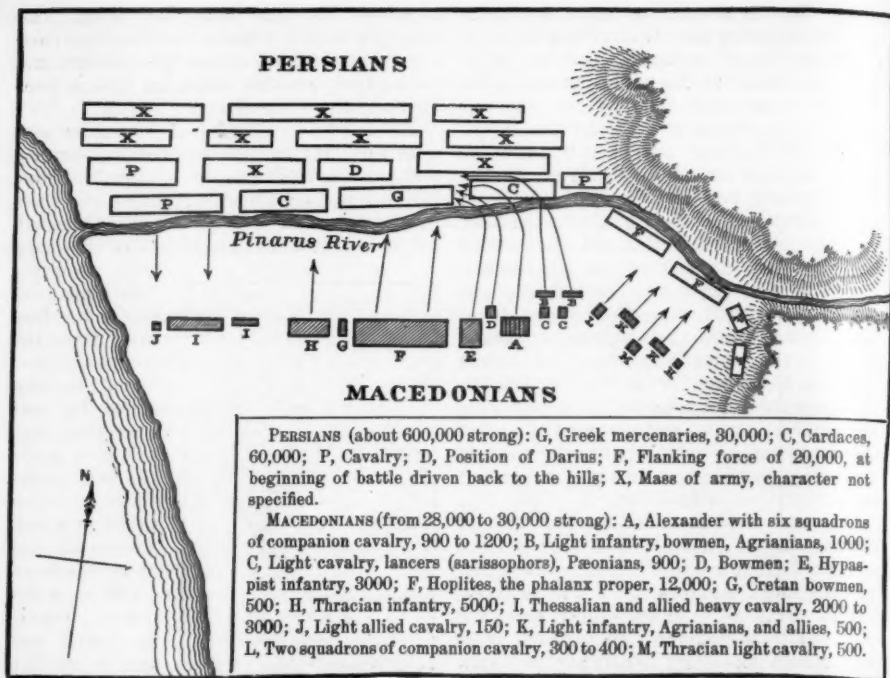 PERSIANS
X X X
X X X X
P X D X
P C G C P
Pinarus River
F
F
B B
D C C
L K
M K
J I I H G F E A
MACEDONIANS
N
PERSIANS (about 600,000 strong): G, Greek mercenaries, 30,000; C, Cardaces,
60,000; P, Cavalry; D, Position of Darius; F, Flanking force of 20,000, at
beginning of battle driven back to the hills; X, Mass of army, character not
specified.
MACEDONIANS (from 28,000 to 30,000 strong): A, Alexander with six squadrons
of companion cavalry, 900 to 1200; B, Light infantry, bowmen, Agrianians, 1000;
C, Light cavalry, lancers (sarissophors), Pæonians, 900; D, Bowmen; E, Hypas-
pist infantry, 3000; F, Hoplites, the phalanx proper, 12,000; G, Cretan bowmen,
500; H, Thracian infantry, 5000; I, Thessalian and allied heavy cavalry, 2000 to
3000; J, Light allied cavalry, 150; K, Light infantry, Agrianians, and allies, 500;
L, Two squadrons of companion cavalry, 300 to 400; M, Thracian light cavalry, 500.